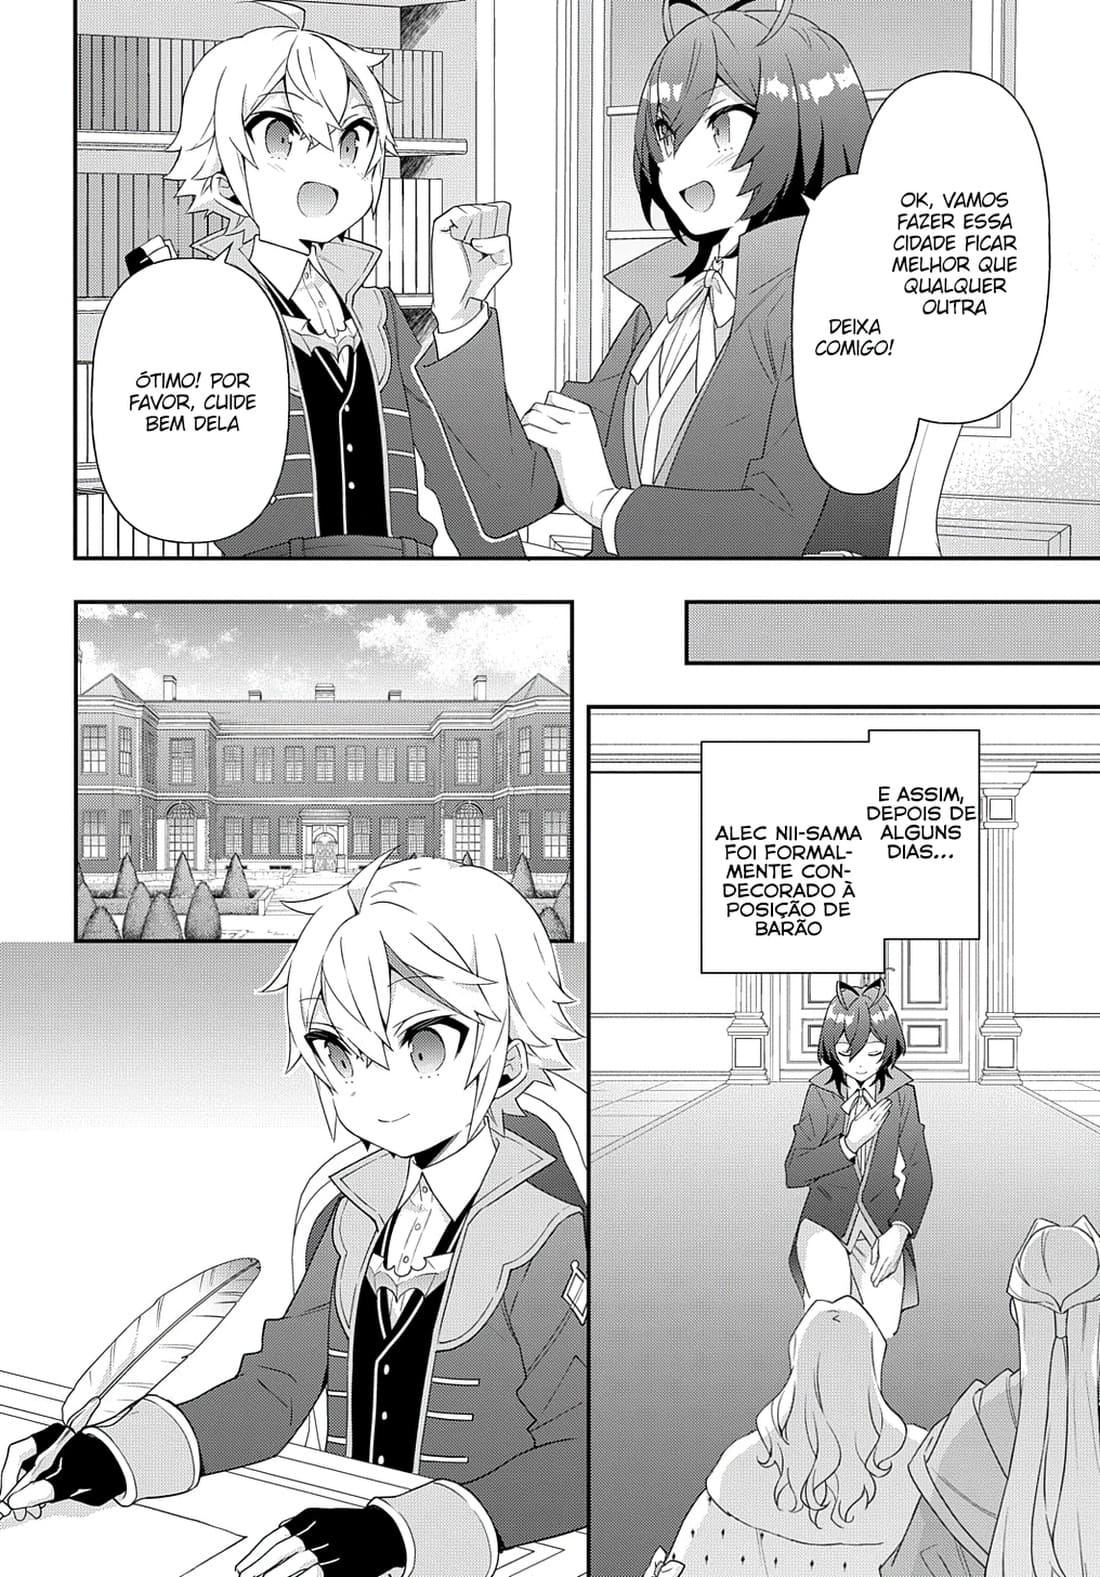 OK, VAMOS
FAZER ESSA
CIDADE FICAR
MELHOR QUE
QUALQUER
OUTRA
DEIXA
COMIGO!
ÓTIMO! POR
FAVOR, CUIDE
BEM DELA
E ASSIM,
DEPOIS DE
ALGUNS
DIAS...
ALEC NII-SAMA
FOI FORMAL-
MENTE CON-
DECORADO À
POSIÇÃO DE
BARÃO